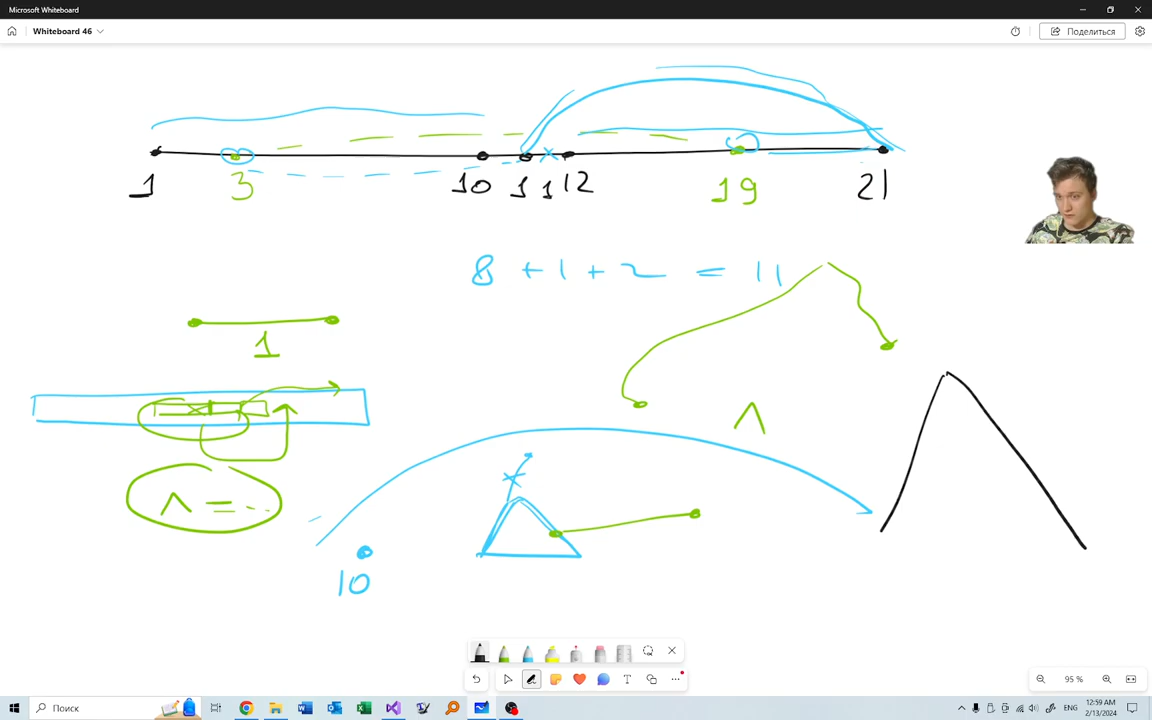 Microsoft Whiteboard
Whiteboard 46
Поделиться
1 3 10 11 12 19 21
8 + 1 + 2 = 11
1
^
^ = ...
10
95 %
Поиск
ENG
12:59 AM
2/13/2024